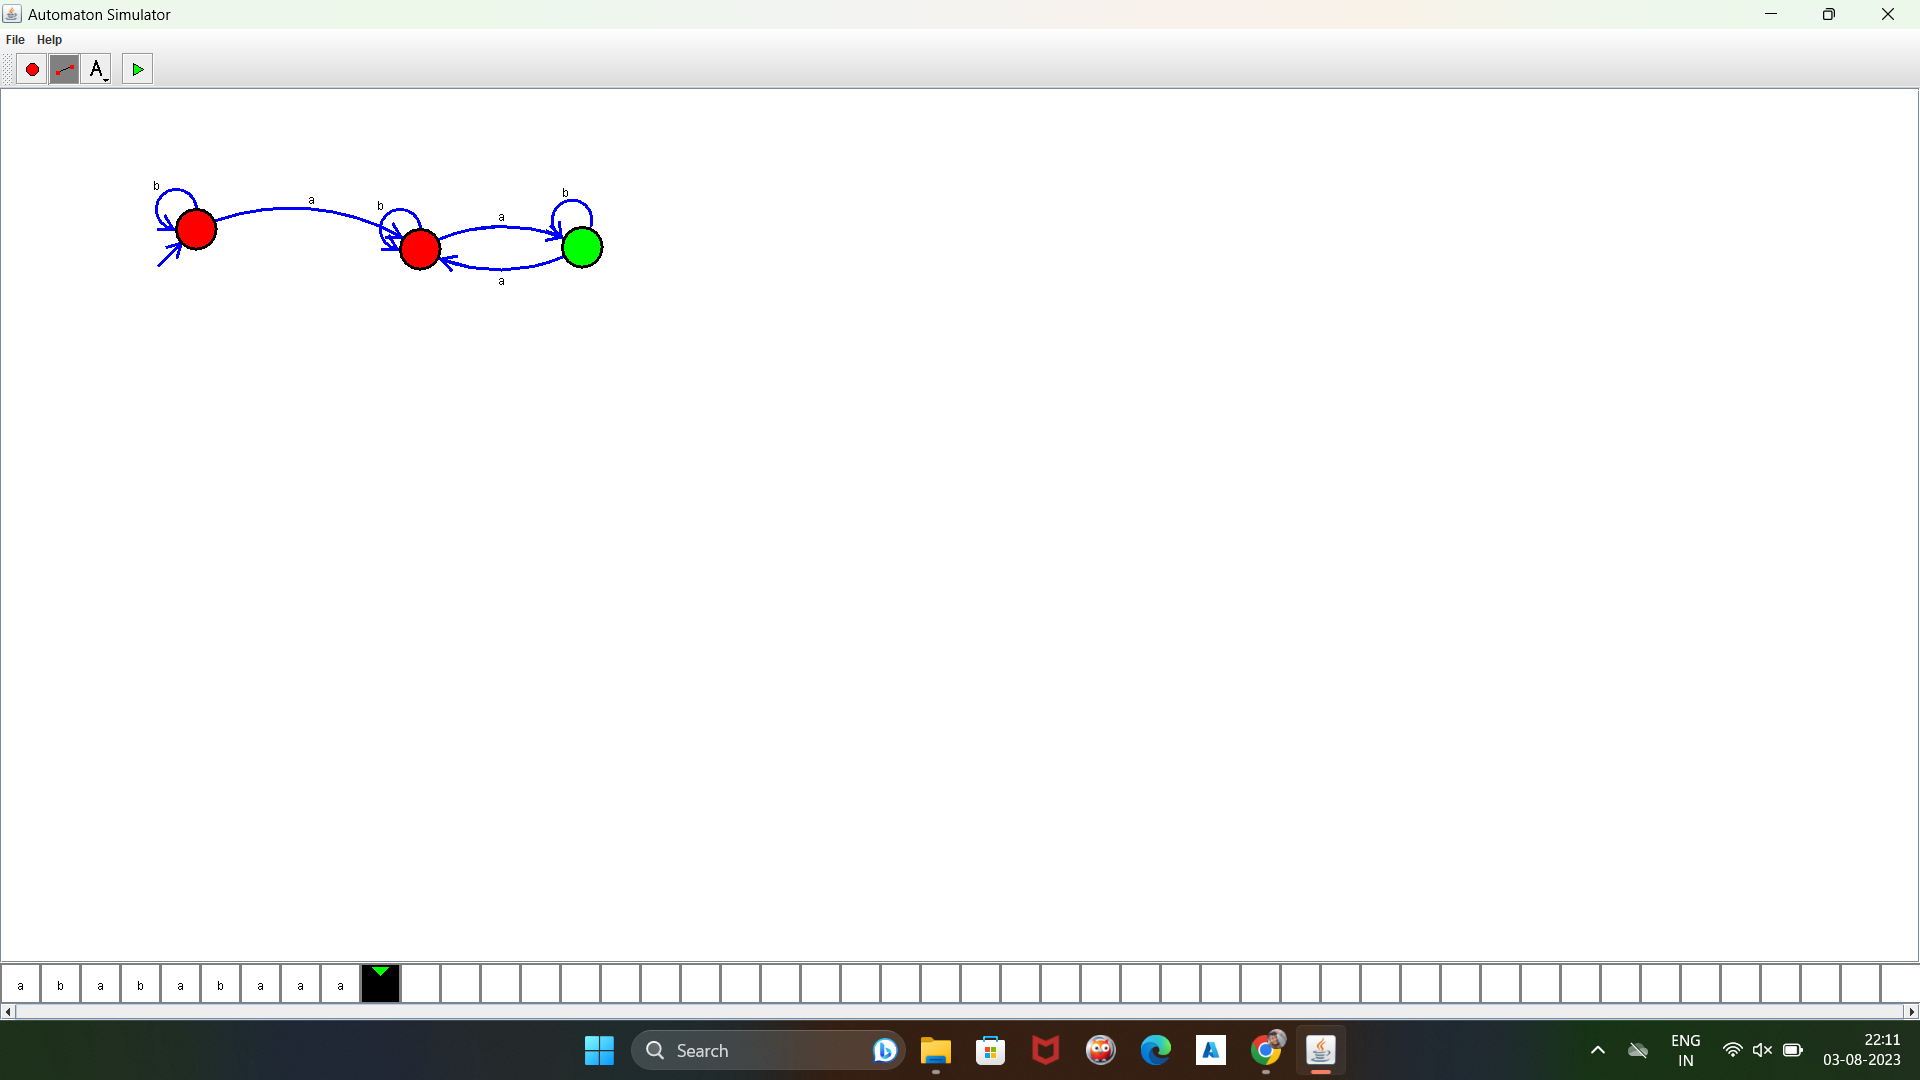 Automaton Simulator
File Help
A
b
a
b
a
b
a
a
a b a b a b a a a
Search
ENG
IN
22:11
03-08-2023